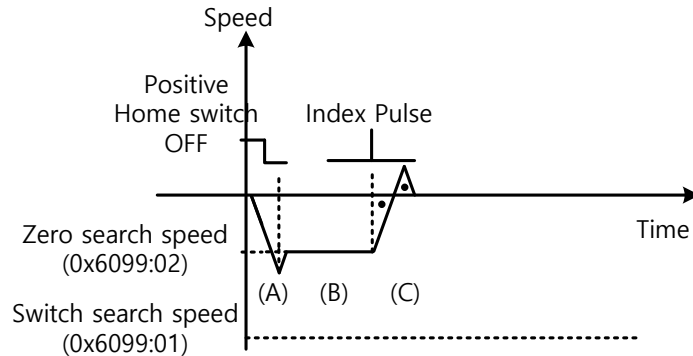 Speed
Positive
Home switch
OFF
Index Pulse
Time
Zero search speed
(0x6099:02)
(A)
(B)
(C)
Switch search speed
(0x6099:01)